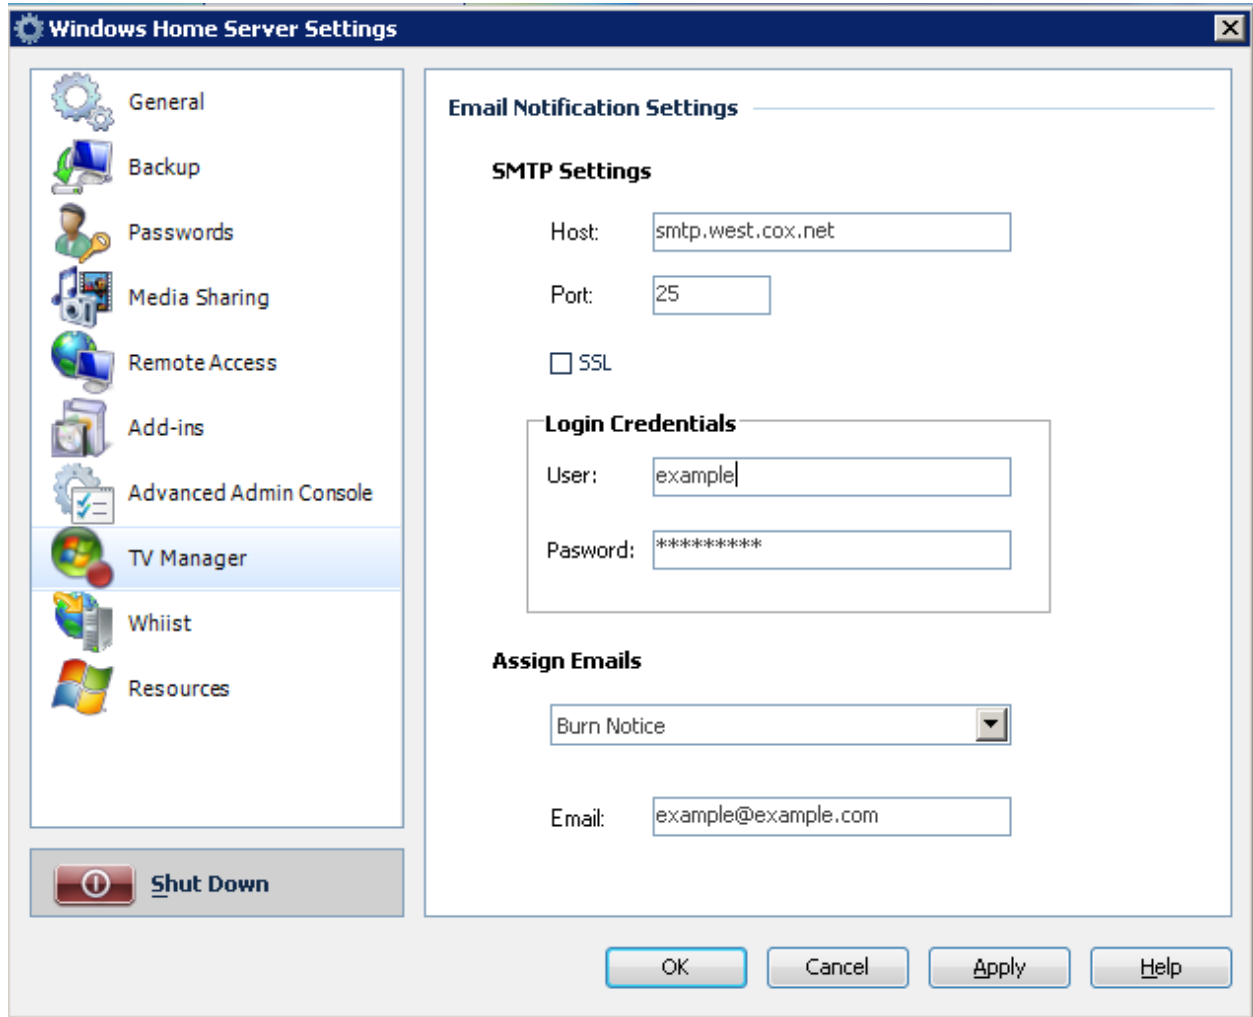 Windows Home Server Settings
General
Backup
Passwords
Media Sharing
Remote Access
Add-ins
Advanced Admin Console
TV Manager
Whiist
Resources
Shut Down
Email Notification Settings
SMTP Settings
Host: smtp.west.cox.net
Port: 25
SSL
Login Credentials
User: example
Pasword: *********
Assign Emails
Burn Notice
Email: example@example.com
OK Cancel Apply Help